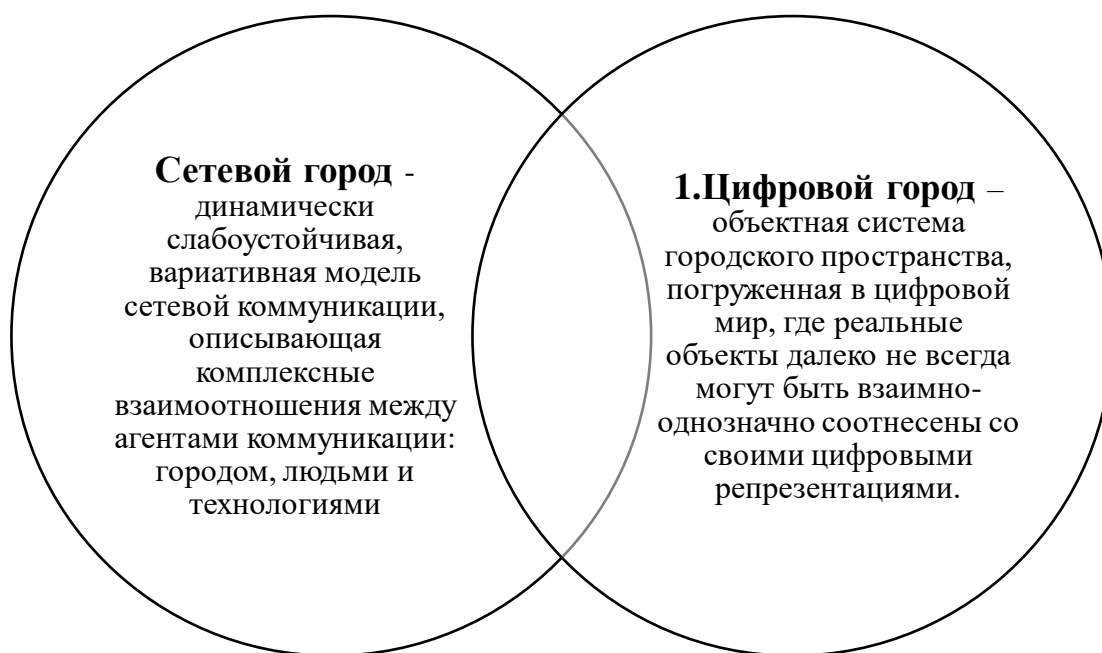 Сетевой город -
динамически
слабоустойчивая,
вариативная модель
сетевой коммуникации,
описывающая
комплексные
взаимоотношения между
агентами коммуникации:
городом, людьми и
технологиями
1.Цифровой город –
объектная система
городского пространства,
погруженная в цифровой
мир, где реальные
объекты далеко не всегда
могут быть взаимно-
однозначно соотнесены со
своими цифровыми
репрезентациями.